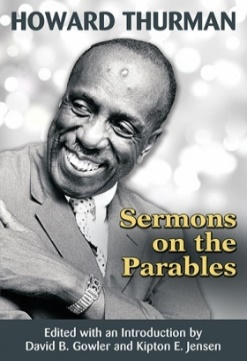 HOWARD THURMAN
Sermons
on the
Parables
Edited with an Introduction by
David B. Gowler and Kipton E. Jensen